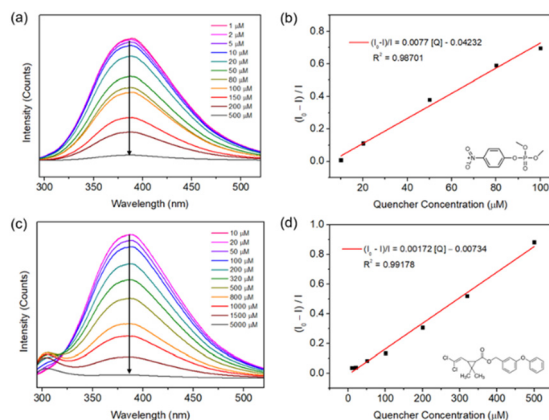 (a)
Intensity (Counts)
1 µM
2 µM
5 µM
10 µM
20 µM
50 µM
80 µM
100 µM
150 µM
200 µM
500 µM
300 350 400 450 500
Wavelength (nm)
(b)
(I₀ – I) / I
0.8
0.6
0.4
0.2
0.0
(I₀-I)/I = 0.0077 [Q] - 0.04232
R² = 0.98701
20 40 60 80 100
Quencher Concentration (µM)
(c)
Intensity (Counts)
10 µM
20 µM
50 µM
100 µM
200 µM
320 µM
500 µM
800 µM
1000 µM
1500 µM
5000 µM
300 350 400 450 500
Wavelength (nm)
(d)
(I₀ – I) / I
1.0
0.8
0.6
0.4
0.2
0.0
(I₀ - I)/I = 0.00172 [Q] – 0.00734
R² = 0.99178
Cl
Cl
H₃C CH₃
0 100 200 300 400 500
Quencher Concentration (µM)